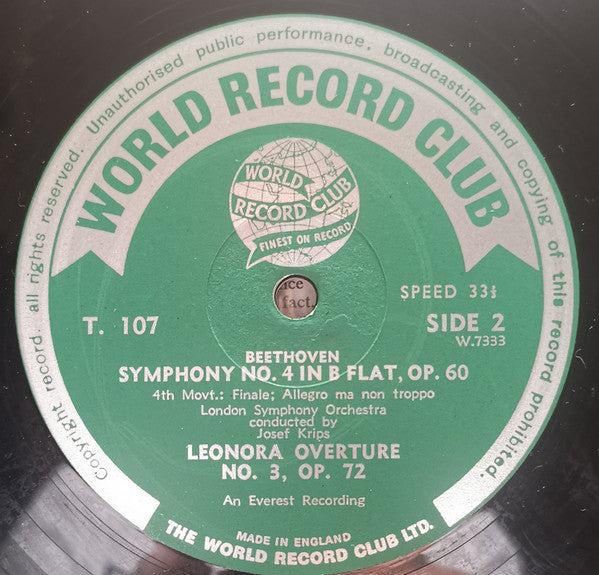 Copyright record. all rights reserved. Unauthorised public performance, broadcasting and copying of this record prohibited.
WORLD RECORD CLUB
WORLD
RECORD CLUB
FINEST ON RECORD
ice
fact.
SPEED 33⅓
T. 107
SIDE 2
W.7333
BEETHOVEN
SYMPHONY NO. 4 IN B FLAT, OP. 60
4th Movt.: Finale; Allegro ma non troppo
London Symphony Orchestra
conducted by
Josef Krips
LEONORA OVERTURE
NO. 3, OP. 72
An Everest Recording
MADE IN ENGLAND
THE WORLD RECORD CLUB LTD.